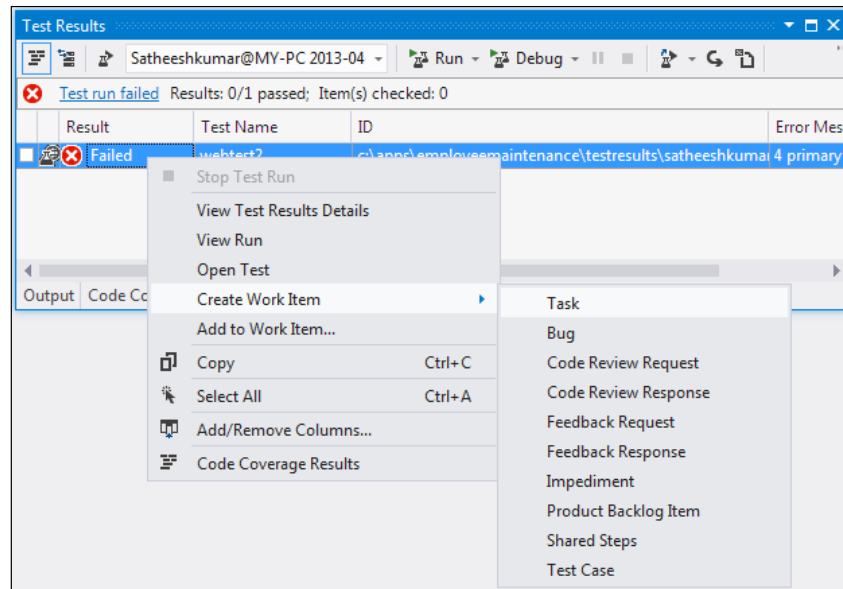 Test Results
Satheeshkumar@MY-PC 2013-04 Run Debug
Test run failed Results: 0/1 passed; Item(s) checked: 0
Result Test Name ID Error Mes
Failed webtest2 c:\apps\employeemaintenance\testresults\satheeshkumar 4 primary
Stop Test Run
View Test Results Details
View Run
Open Test
Create Work Item
Add to Work Item...
Copy Ctrl+C
Select All Ctrl+A
Add/Remove Columns...
Code Coverage Results
Output Code Co
Task
Bug
Code Review Request
Code Review Response
Feedback Request
Feedback Response
Impediment
Product Backlog Item
Shared Steps
Test Case